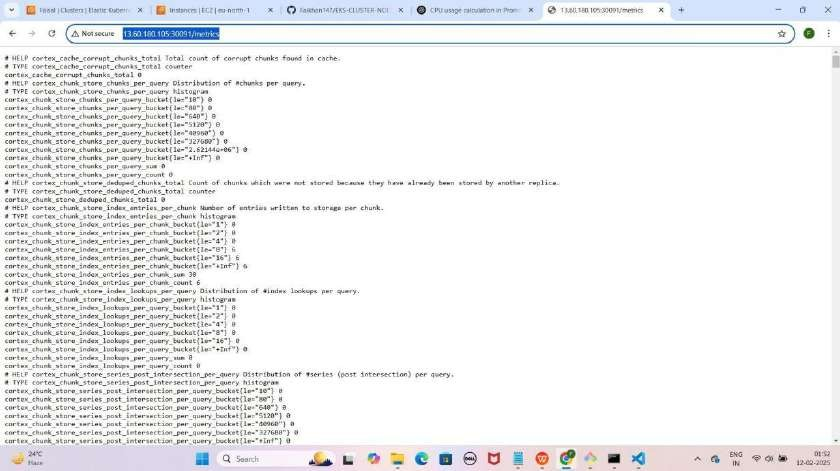 Faisal | Clusters | Elastic Kuberne
Instances | EC2 | eu-north-1
Faikhan147/EKS-CLUSTER-NOI
CPU usage calculation in Prom
13.60.180.105:30091/metrics
Not secure
13.60.180.105:30091/metrics
F
# HELP cortex_cache_corrupt_chunks_total Total count of corrupt chunks found in cache.
# TYPE cortex_cache_corrupt_chunks_total counter
cortex_cache_corrupt_chunks_total 0
# HELP cortex_chunk_store_chunks_per_query Distribution of #chunks per query.
# TYPE cortex_chunk_store_chunks_per_query histogram
cortex_chunk_store_chunks_per_query_bucket{le="10"} 0
cortex_chunk_store_chunks_per_query_bucket{le="80"} 0
cortex_chunk_store_chunks_per_query_bucket{le="640"} 0
cortex_chunk_store_chunks_per_query_bucket{le="5120"} 0
cortex_chunk_store_chunks_per_query_bucket{le="40960"} 0
cortex_chunk_store_chunks_per_query_bucket{le="327680"} 0
cortex_chunk_store_chunks_per_query_bucket{le="2.62144e+06"} 0
cortex_chunk_store_chunks_per_query_bucket{le="+Inf"} 0
cortex_chunk_store_chunks_per_query_sum 0
cortex_chunk_store_chunks_per_query_count 0
# HELP cortex_chunk_store_deduped_chunks_total Count of chunks which were not stored because they have already been stored by another replica.
# TYPE cortex_chunk_store_deduped_chunks_total counter
cortex_chunk_store_deduped_chunks_total 0
# HELP cortex_chunk_store_index_entries_per_chunk Number of entries written to storage per chunk.
# TYPE cortex_chunk_store_index_entries_per_chunk histogram
cortex_chunk_store_index_entries_per_chunk_bucket{le="1"} 0
cortex_chunk_store_index_entries_per_chunk_bucket{le="2"} 0
cortex_chunk_store_index_entries_per_chunk_bucket{le="4"} 0
cortex_chunk_store_index_entries_per_chunk_bucket{le="8"} 6
cortex_chunk_store_index_entries_per_chunk_bucket{le="16"} 6
cortex_chunk_store_index_entries_per_chunk_bucket{le="+Inf"} 6
cortex_chunk_store_index_entries_per_chunk_sum 30
cortex_chunk_store_index_entries_per_chunk_count 6
# HELP cortex_chunk_store_index_lookups_per_query Distribution of #index lookups per query.
# TYPE cortex_chunk_store_index_lookups_per_query histogram
cortex_chunk_store_index_lookups_per_query_bucket{le="1"} 0
cortex_chunk_store_index_lookups_per_query_bucket{le="2"} 0
cortex_chunk_store_index_lookups_per_query_bucket{le="4"} 0
cortex_chunk_store_index_lookups_per_query_bucket{le="8"} 0
cortex_chunk_store_index_lookups_per_query_bucket{le="16"} 0
cortex_chunk_store_index_lookups_per_query_bucket{le="+Inf"} 0
cortex_chunk_store_index_lookups_per_query_sum 0
cortex_chunk_store_index_lookups_per_query_count 0
# HELP cortex_chunk_store_series_post_intersection_per_query Distribution of #series (post intersection) per query.
# TYPE cortex_chunk_store_series_post_intersection_per_query histogram
cortex_chunk_store_series_post_intersection_per_query_bucket{le="10"} 0
cortex_chunk_store_series_post_intersection_per_query_bucket{le="80"} 0
cortex_chunk_store_series_post_intersection_per_query_bucket{le="640"} 0
cortex_chunk_store_series_post_intersection_per_query_bucket{le="5120"} 0
cortex_chunk_store_series_post_intersection_per_query_bucket{le="40960"} 0
cortex_chunk_store_series_post_intersection_per_query_bucket{le="327680"} 0
cortex_chunk_store_series_post_intersection_per_query_bucket{le="+Inf"} 0
24°C
Haze
Search
DELL
ENG
IN
01:52
12-02-2025